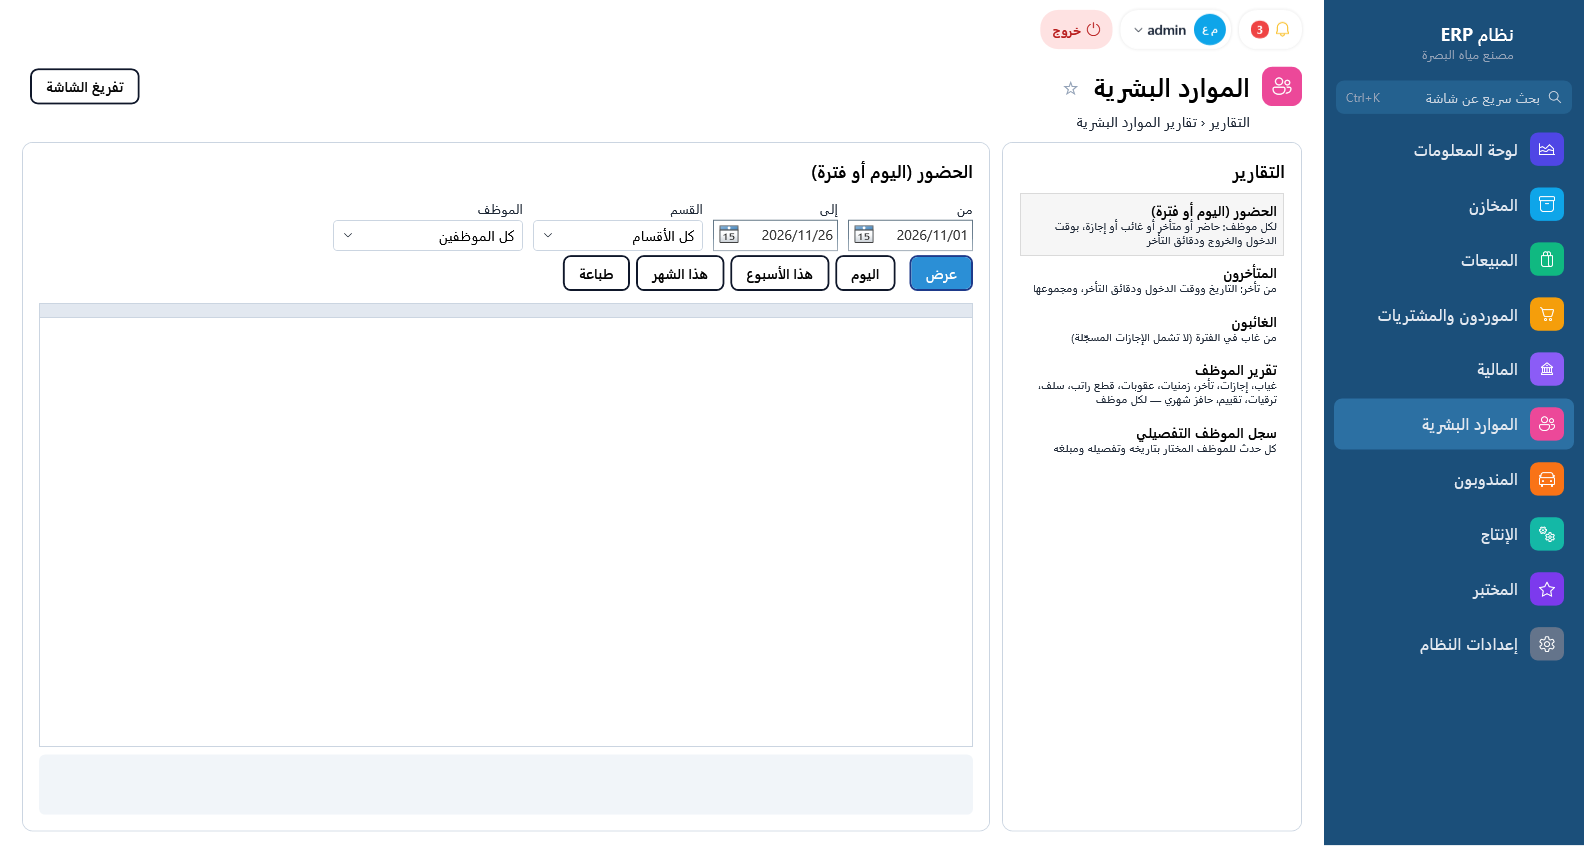 نظام ERP
مصنع مياه البصرة
بحث سريع عن شاشة
Ctrl+K
لوحة المعلومات
المخازن
المبيعات
الموردون والمشتريات
المالية
الموارد البشرية
المندوبون
الإنتاج
المختبر
إعدادات النظام
3
م ع
admin
خروج
الموارد البشرية
التقارير › تقارير الموارد البشرية
تفريغ الشاشة
التقارير
الحضور (اليوم أو فترة)
لكل موظف: حاضر أو متأخر أو غائب أو إجازة، بوقت
الدخول والخروج ودقائق التأخر
المتأخرون
من تأخر: التاريخ ووقت الدخول ودقائق التأخر، ومجموعها
الغائبون
من غاب في الفترة (لا تشمل الإجازات المسجّلة)
تقرير الموظف
غياب، إجازات، تأخر، زمنيات، عقوبات، قطع راتب، سلف،
ترقيات، تقييم، حافز شهري — لكل موظف
سجل الموظف التفصيلي
كل حدث للموظف المختار بتاريخه وتفصيله ومبلغه
الحضور (اليوم أو فترة)
من
إلى
القسم
الموظف
2026/11/01
15
2026/11/26
15
كل الأقسام
كل الموظفين
عرض
اليوم
هذا الأسبوع
هذا الشهر
طباعة